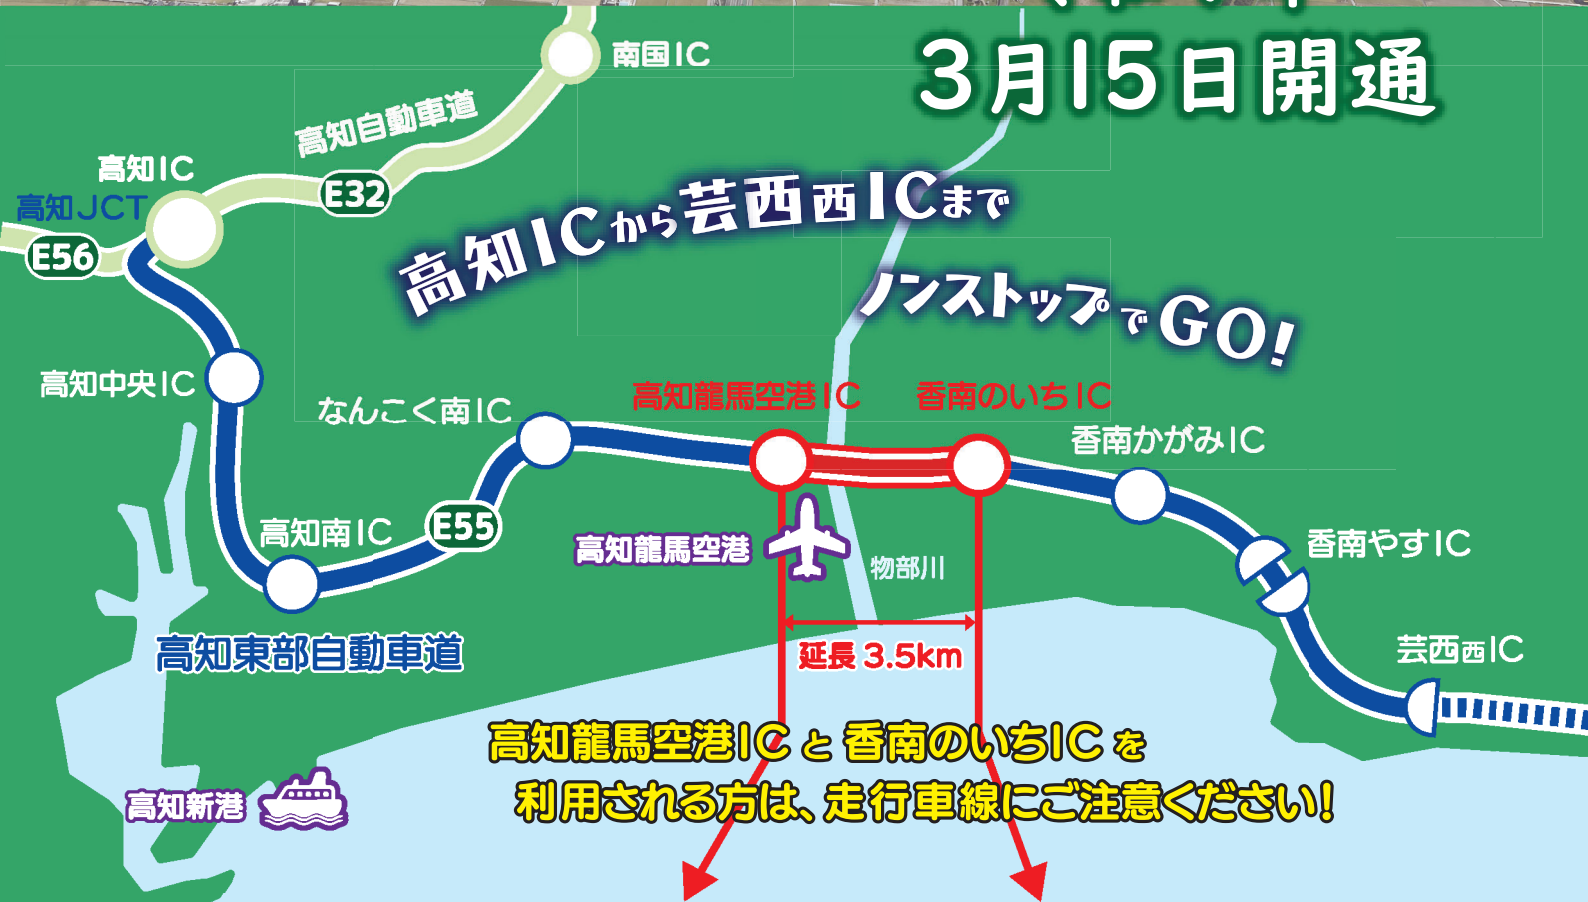 3月15日開通
南国IC
高知自動車道
高知IC
E32
高知JCT
E56
高知ICから芸西西ICまで
ノンストップでGO!
高知中央IC
なんこく南IC
高知龍馬空港IC
香南のいちIC
香南かがみIC
高知南IC
E55
高知龍馬空港
物部川
香南やすIC
高知東部自動車道
延長 3.5km
芸西西IC
高知龍馬空港ICと香南のいちICを
利用される方は、走行車線にご注意ください!
高知新港